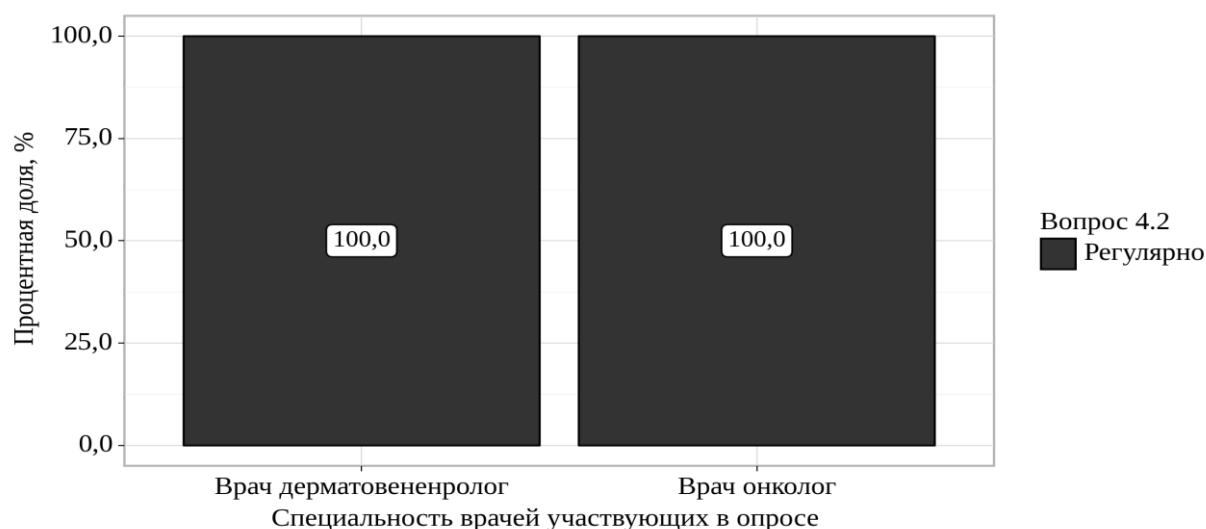 100,0
75,0
50,0
25,0
0,0
Процентная доля, %
100,0
100,0
Врач дерматовененролог
Врач онколог
Специальность врачей участвующих в опросе
Вопрос 4.2
Регулярно